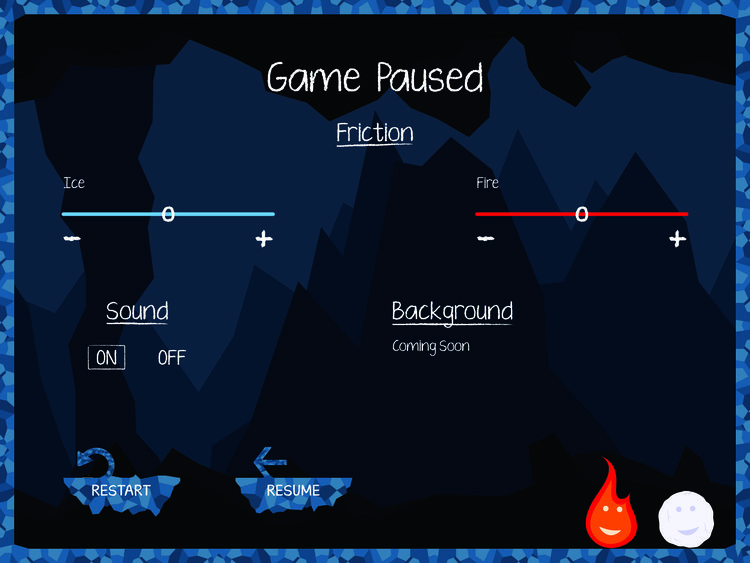 Game Paused
Friction
Ice
Fire
0
0
- +
- +
Sound
Background
ON OFF
Coming Soon
RESTART
RESUME